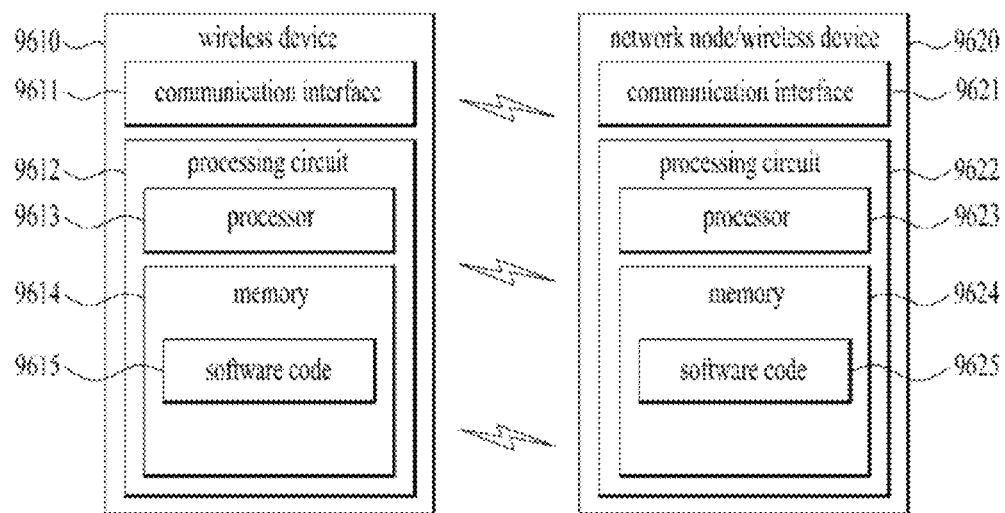 9610
wireless device
9611
communication interface
9612
processing circuit
9613
processor
9614
memory
9615
software code
network node/wireless device
9620
communication interface
9621
processing circuit
9622
processor
9623
memory
9624
software code
9625